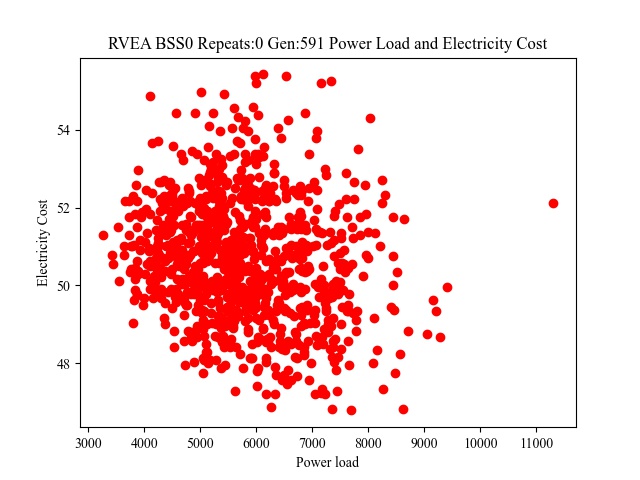 RVEA BSS0 Repeats:0 Gen:591 Power Load and Electricity Cost
Electricity Cost
54
52
50
48
3000 4000 5000 6000 7000 8000 9000 10000 11000
Power load